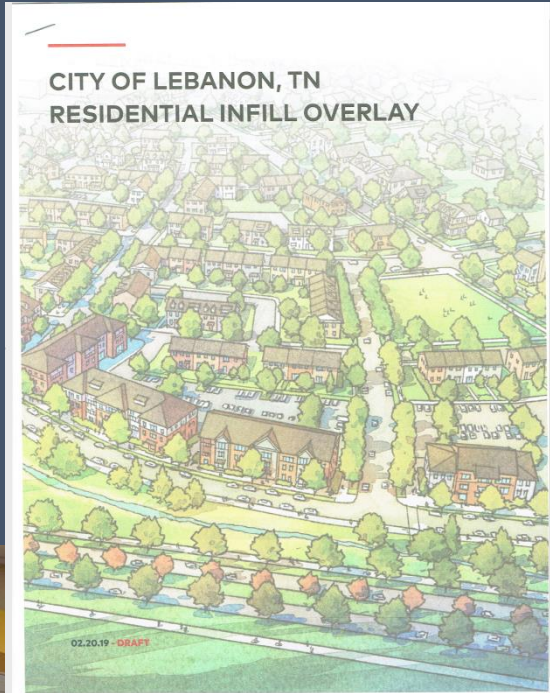 CITY OF LEBANON, TN
RESIDENTIAL INFILL OVERLAY
02.20.19 - DRAFT